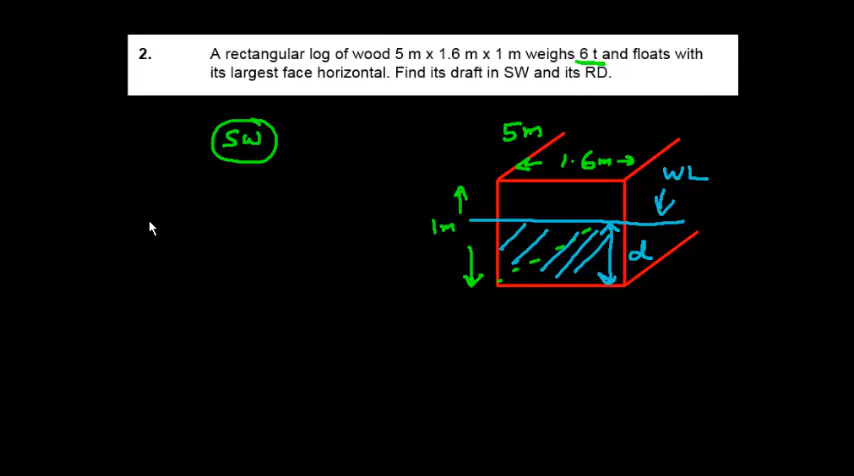 2. A rectangular log of wood 5 m x 1.6 m x 1 m weighs 6 t and floats with
its largest face horizontal. Find its draft in SW and its RD.
SW
5m
1.6m
WL
1m
d